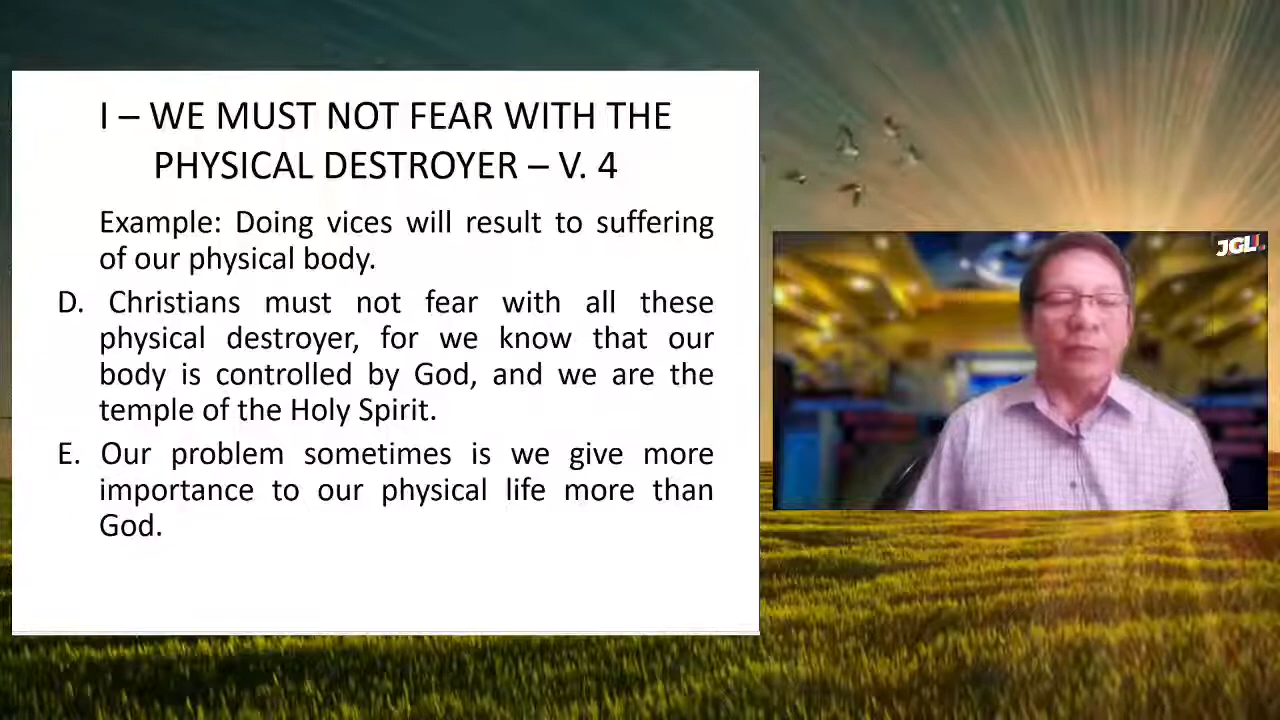 I – WE MUST NOT FEAR WITH THE
PHYSICAL DESTROYER – V. 4
Example: Doing vices will result to suffering
of our physical body.
D. Christians must not fear with all these
physical destroyer, for we know that our
body is controlled by God, and we are the
temple of the Holy Spirit.
E. Our problem sometimes is we give more
importance to our physical life more than
God.
JGLI.